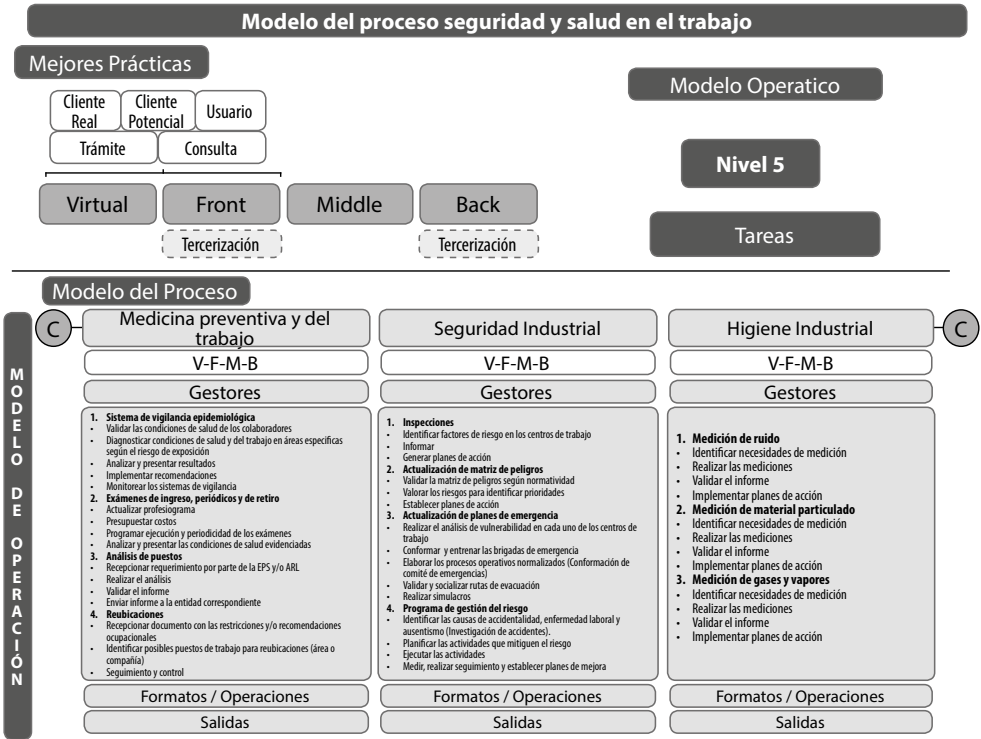 Modelo del proceso seguridad y salud en el trabajo
Mejores Prácticas
Cliente
Real
Cliente
Potencial
Usuario
Trámite
Consulta
Virtual
Front
Middle
Back
Tercerización
Tercerización
Modelo Operatico
Nivel 5
Tareas
Modelo del Proceso
MODELO DE OPERACIÓN
C
Medicina preventiva y del
trabajo
V-F-M-B
Gestores
1. Sistema de vigilancia epidemiológica
• Validar las condiciones de salud de los colaboradores
• Diagnosticar condiciones de salud y del trabajo en áreas especificas
según el riesgo de exposición
• Analizar y presentar resultados
• Implementar recomendaciones
• Monitorear los sistemas de vigilancia
2. Exámenes de ingreso, periódicos y de retiro
• Actualizar profesiograma
• Presupuestar costos
• Programar ejecución y periodicidad de los exámenes
• Analizar y presentar las condiciones de salud evidenciadas
3. Análisis de puestos
• Recepcionar requerimiento por parte de la EPS y/o ARL
• Realizar el análisis
• Validar el informe
• Enviar informe a la entidad correspondiente
4. Reubicaciones
• Recepcionar documento con las restricciones y/o recomendaciones
ocupacionales
• Identificar posibles puestos de trabajo para reubicaciones (área o
compañía)
• Seguimiento y control
Formatos / Operaciones
Salidas
Seguridad Industrial
V-F-M-B
Gestores
1. Inspecciones
• Identificar factores de riesgo en los centros de trabajo
• Informar
• Generar planes de acción
2. Actualización de matriz de peligros
• Validar la matriz de peligros según normatividad
• Valorar los riesgos para identificar prioridades
• Establecer planes de acción
3. Actualización de planes de emergencia
• Realizar el análisis de vulnerabilidad en cada uno de los centros de
trabajo
• Conformar y entrenar las brigadas de emergencia
• Elaborar los procesos operativos normalizados (Conformación de
comité de emergencias)
• Validar y socializar rutas de evacuación
• Realizar simulacros
4. Programa de gestión del riesgo
• Identificar las causas de accidentalidad, enfermedad laboral y
ausentismo (Investigación de accidentes).
• Planificar las actividades que mitiguen el riesgo
• Ejecutar las actividades
• Medir, realizar seguimiento y establecer planes de mejora
Formatos / Operaciones
Salidas
Higiene Industrial
C
V-F-M-B
Gestores
1. Medición de ruido
• Identificar necesidades de medición
• Realizar las mediciones
• Validar el informe
• Implementar planes de acción
2. Medición de material particulado
• Identificar necesidades de medición
• Realizar las mediciones
• Validar el informe
• Implementar planes de acción
3. Medición de gases y vapores
• Identificar necesidades de medición
• Realizar las mediciones
• Validar el informe
• Implementar planes de acción
Formatos / Operaciones
Salidas